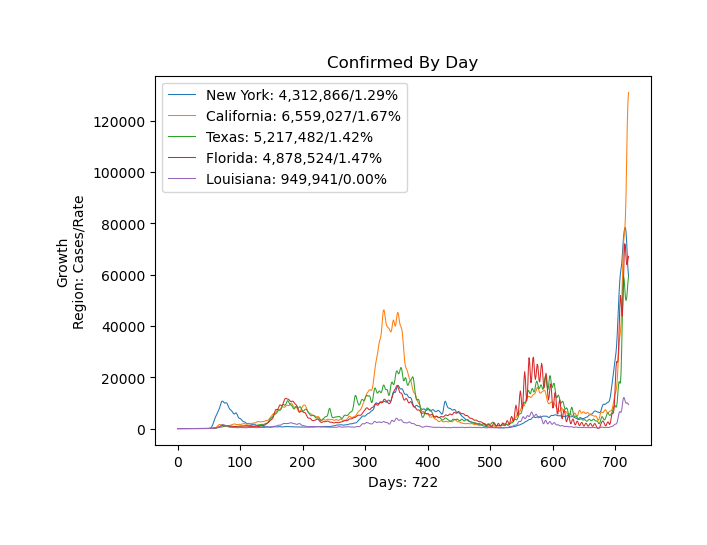 Confirmed By Day
New York: 4,312,866/1.29%
California: 6,559,027/1.67%
Texas: 5,217,482/1.42%
Florida: 4,878,524/1.47%
Louisiana: 949,941/0.00%
Growth
Region: Cases/Rate
120000
100000
80000
60000
40000
20000
0
0 100 200 300 400 500 600 700
Days: 722